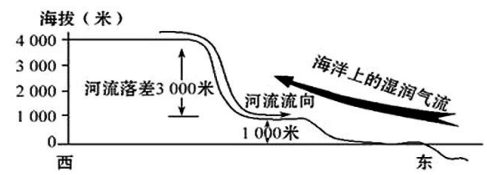 海拔（米）
4 000
3 000
2 000
1 000
0
河流落差3 000米
河流流向
1 000米
海洋上的湿润气流
西
东